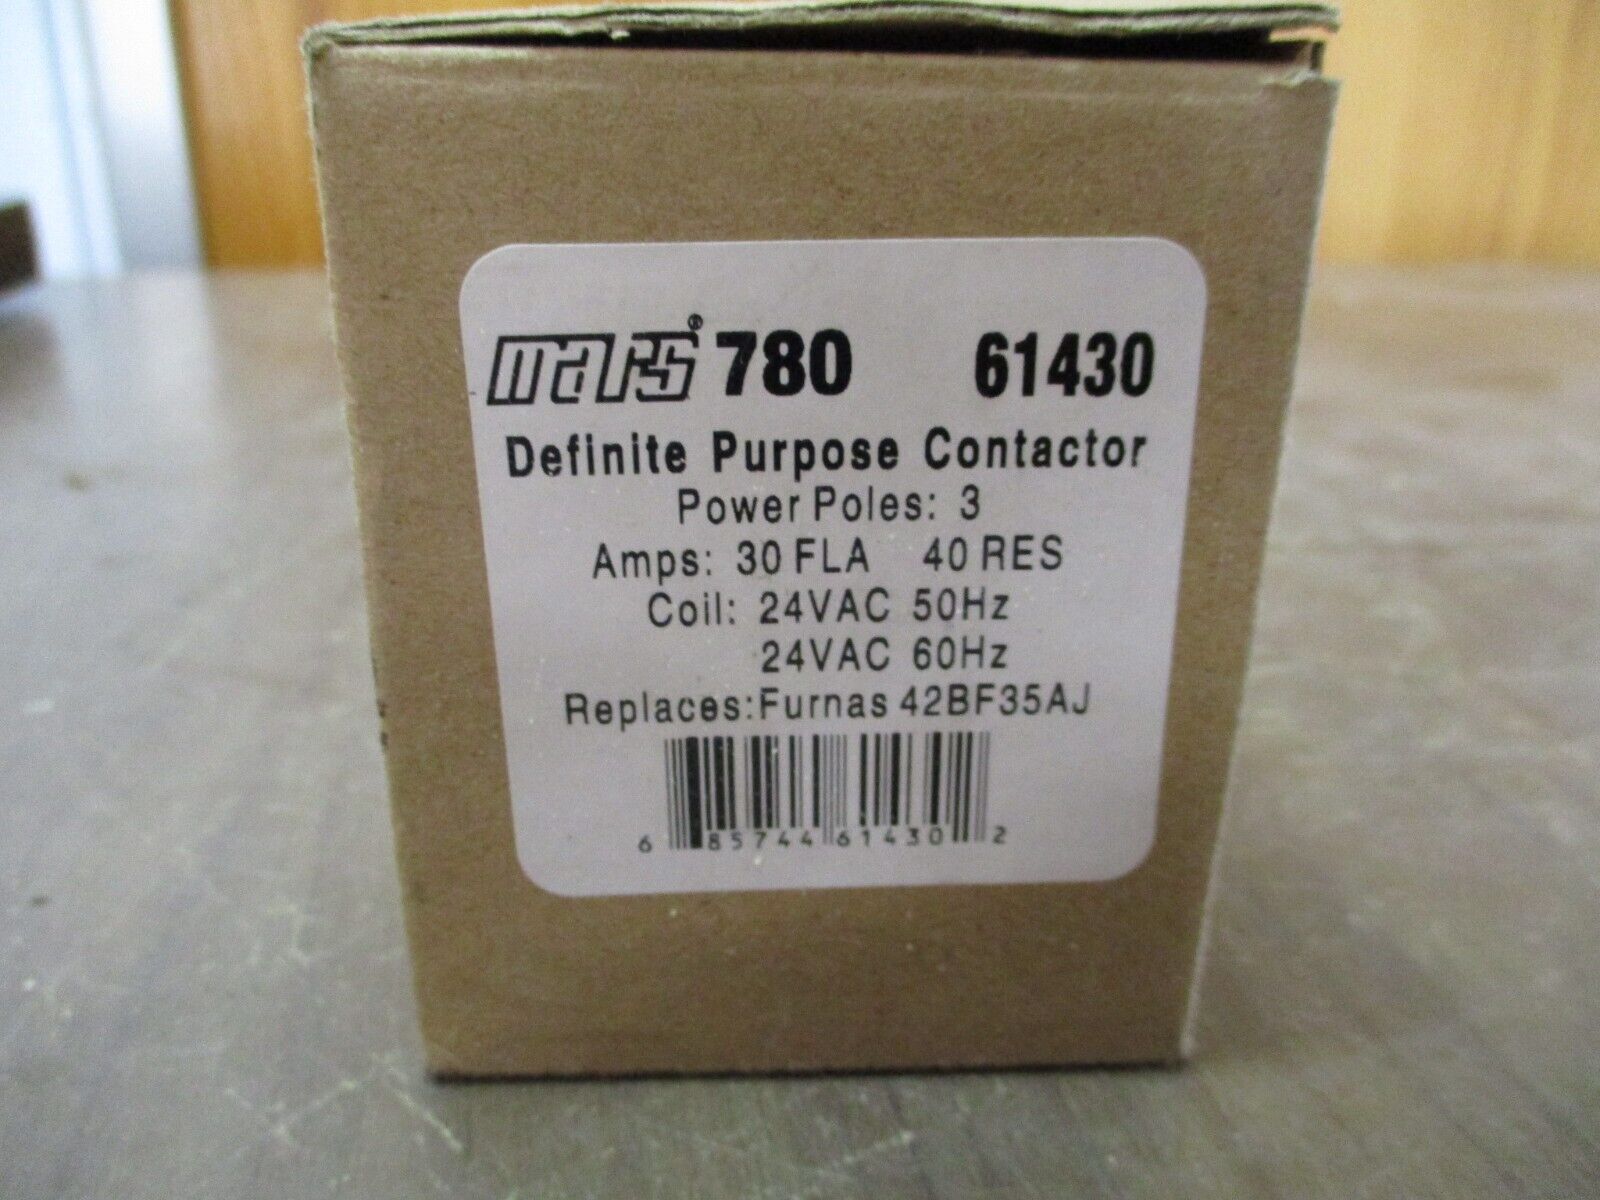 mars® 780 61430
Definite Purpose Contactor
Power Poles: 3
Amps: 30 FLA 40 RES
Coil: 24VAC 50Hz
24VAC 60Hz
Replaces:Furnas 42BF35AJ
6 85744 61430 2